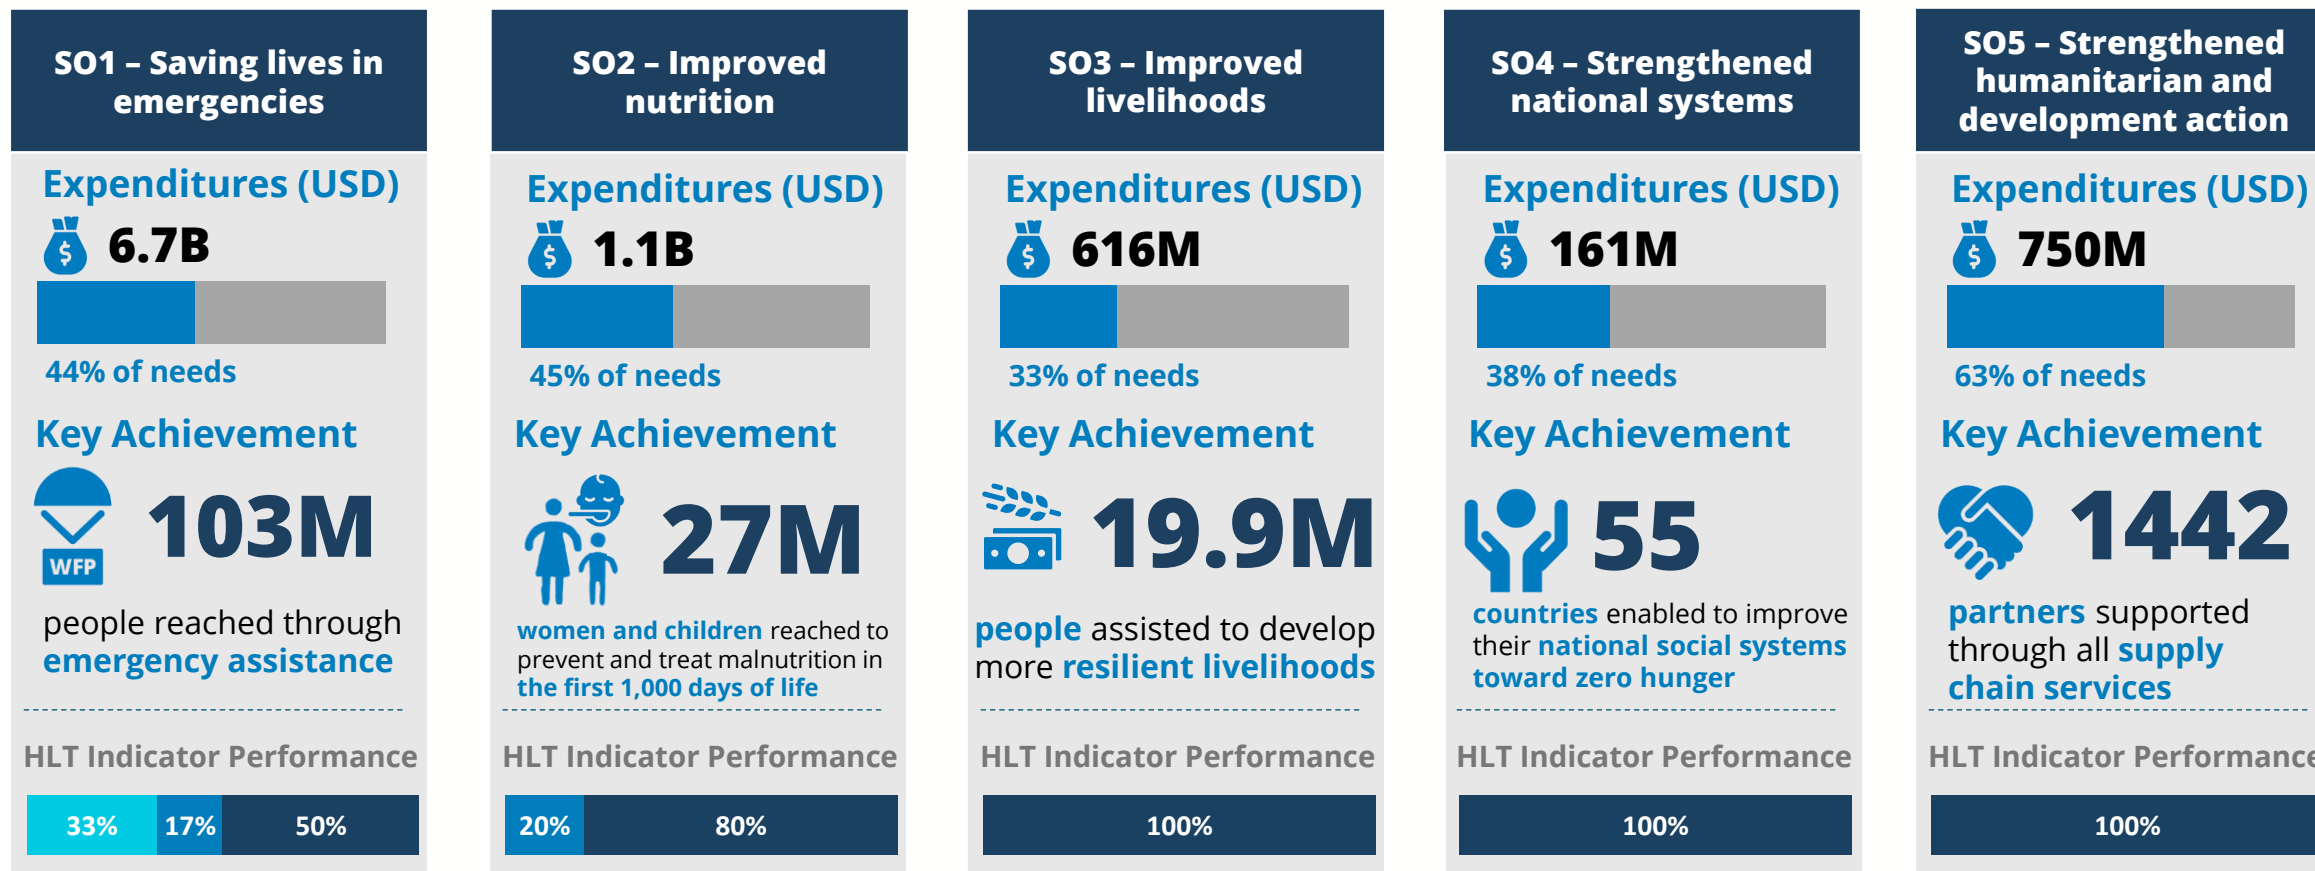 SO1 – Saving lives in
emergencies
Expenditures (USD)
$
6.7B
44% of needs
Key Achievement
WFP
103M
people reached through
emergency assistance
HLT Indicator Performance
33%
17%
50%
SO2 – Improved
nutrition
Expenditures (USD)
$
1.1B
45% of needs
Key Achievement
27M
women and children reached to
prevent and treat malnutrition in
the first 1,000 days of life
HLT Indicator Performance
20%
80%
SO3 – Improved
livelihoods
Expenditures (USD)
$
616M
33% of needs
Key Achievement
19.9M
people assisted to develop
more resilient livelihoods
HLT Indicator Performance
100%
SO4 – Strengthened
national systems
Expenditures (USD)
$
161M
38% of needs
Key Achievement
55
countries enabled to improve
their national social systems
toward zero hunger
HLT Indicator Performance
100%
SO5 – Strengthened
humanitarian and
development action
Expenditures (USD)
$
750M
63% of needs
Key Achievement
1442
partners supported
through all supply
chain services
HLT Indicator Performance
100%